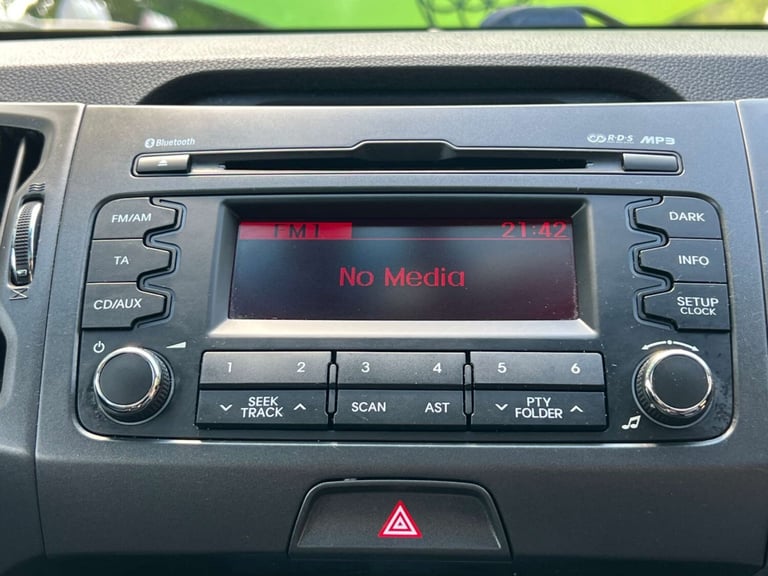 Bluetooth
R·D·S MP3
FM/AM
TA
CD/AUX
FM1 21:42
No Media
DARK
INFO
SETUP
CLOCK
1 2 3 4 5 6
SEEK
TRACK
SCAN AST
PTY
FOLDER